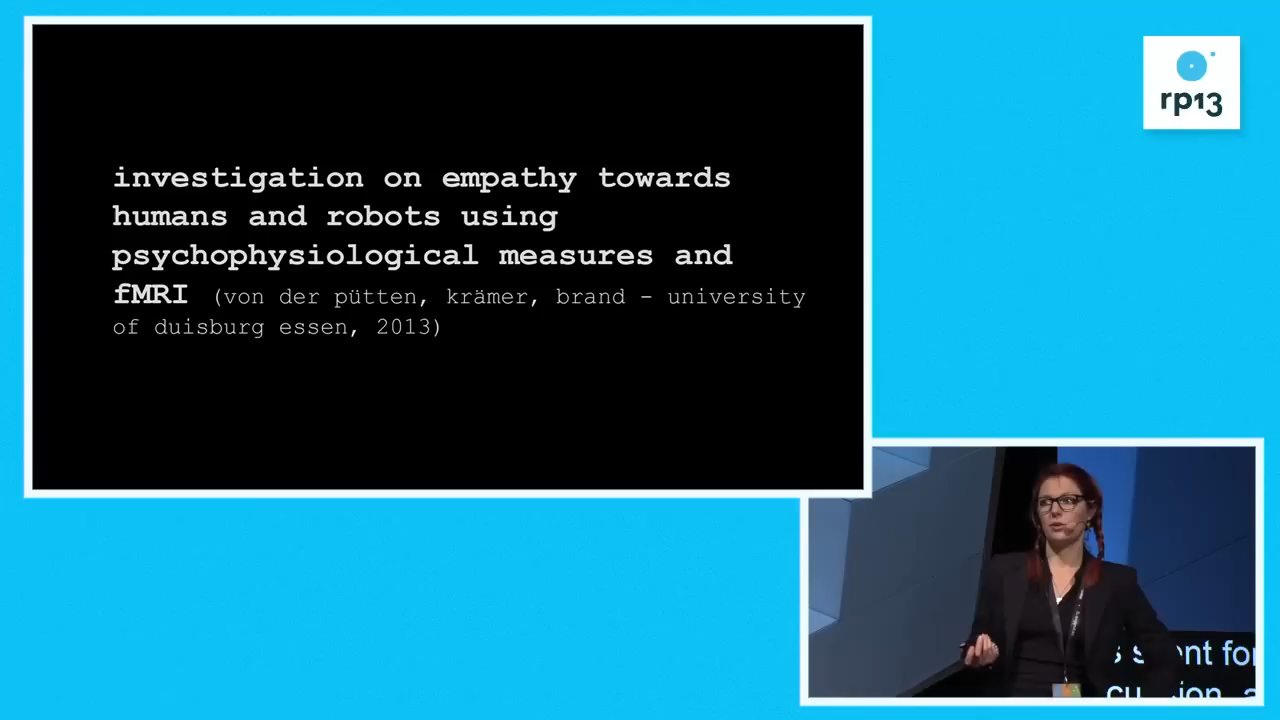 investigation on empathy towards
humans and robots using
psychophysiological measures and
fMRI (von der pütten, krämer, brand – university
of duisburg essen, 2013)
rp13
for